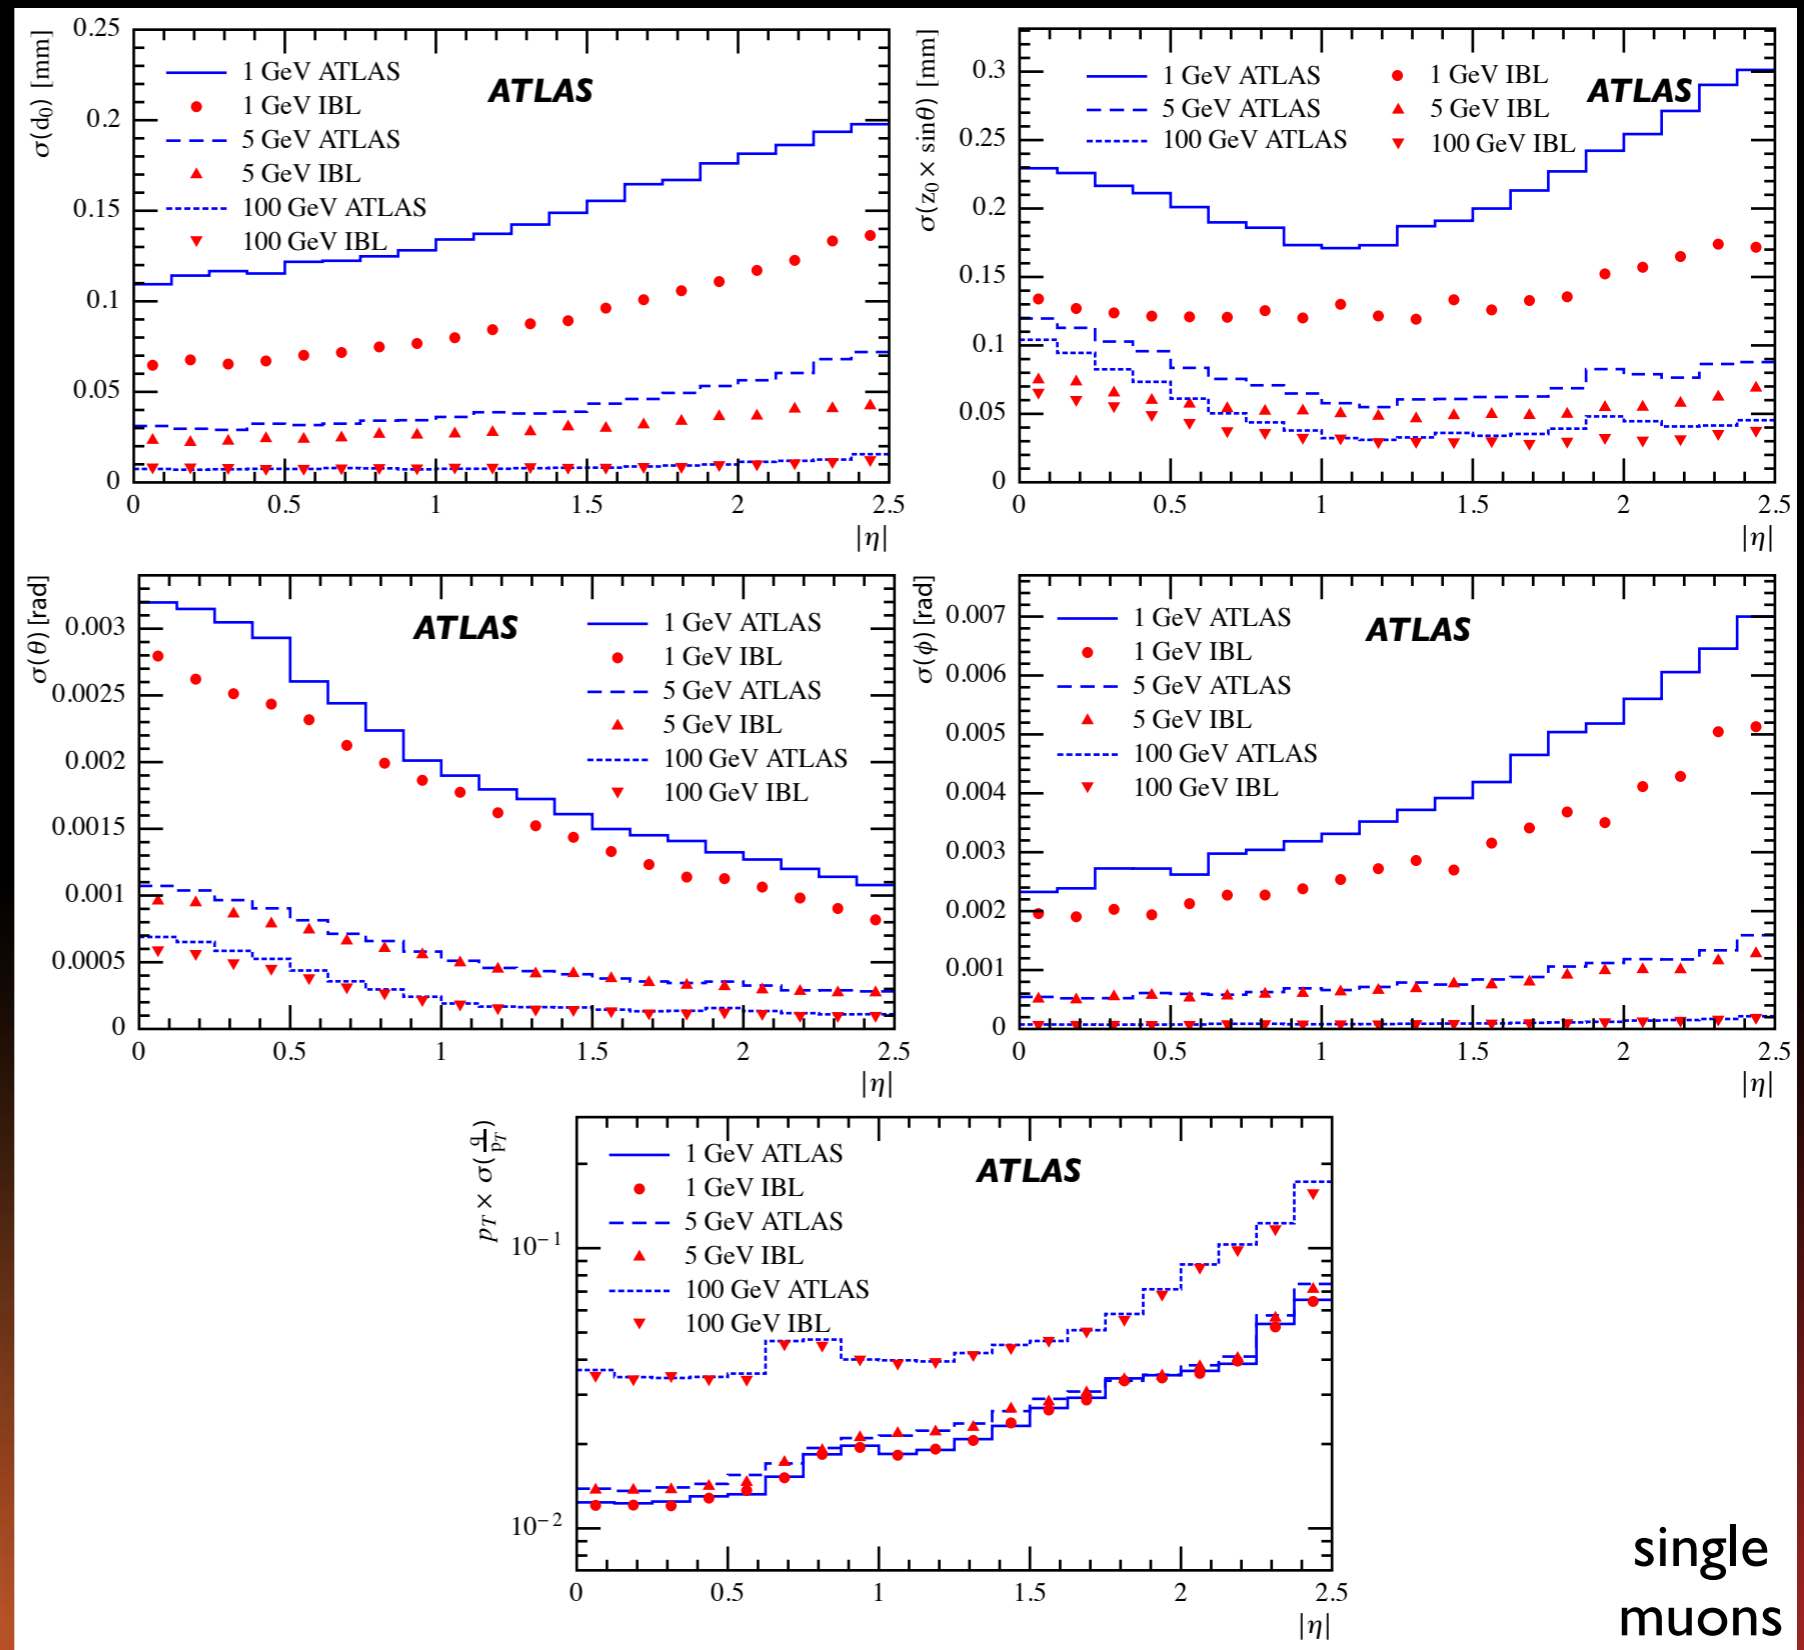 σ(d₀) [mm]
0.25
0.2
0.15
0.1
0.05
0
1 GeV ATLAS
1 GeV IBL
5 GeV ATLAS
5 GeV IBL
100 GeV ATLAS
100 GeV IBL
ATLAS
0 0.5 1 1.5 2 2.5
|η|
σ(z₀ × sinθ) [mm]
0.3
0.25
0.2
0.15
0.1
0.05
0
1 GeV ATLAS
5 GeV ATLAS
100 GeV ATLAS
1 GeV IBL
5 GeV IBL
100 GeV IBL
ATLAS
0 0.5 1 1.5 2 2.5
|η|
σ(θ) [rad]
0.003
0.0025
0.002
0.0015
0.001
0.0005
0
ATLAS
1 GeV ATLAS
1 GeV IBL
5 GeV ATLAS
5 GeV IBL
100 GeV ATLAS
100 GeV IBL
0 0.5 1 1.5 2 2.5
|η|
σ(ϕ) [rad]
0.007
0.006
0.005
0.004
0.003
0.002
0.001
0
1 GeV ATLAS
1 GeV IBL
5 GeV ATLAS
5 GeV IBL
100 GeV ATLAS
100 GeV IBL
ATLAS
0 0.5 1 1.5 2 2.5
|η|
p_T × σ(q/p_T)
10⁻¹
10⁻²
1 GeV ATLAS
1 GeV IBL
5 GeV ATLAS
5 GeV IBL
100 GeV ATLAS
100 GeV IBL
ATLAS
0 0.5 1 1.5 2 2.5
|η|
single
muons